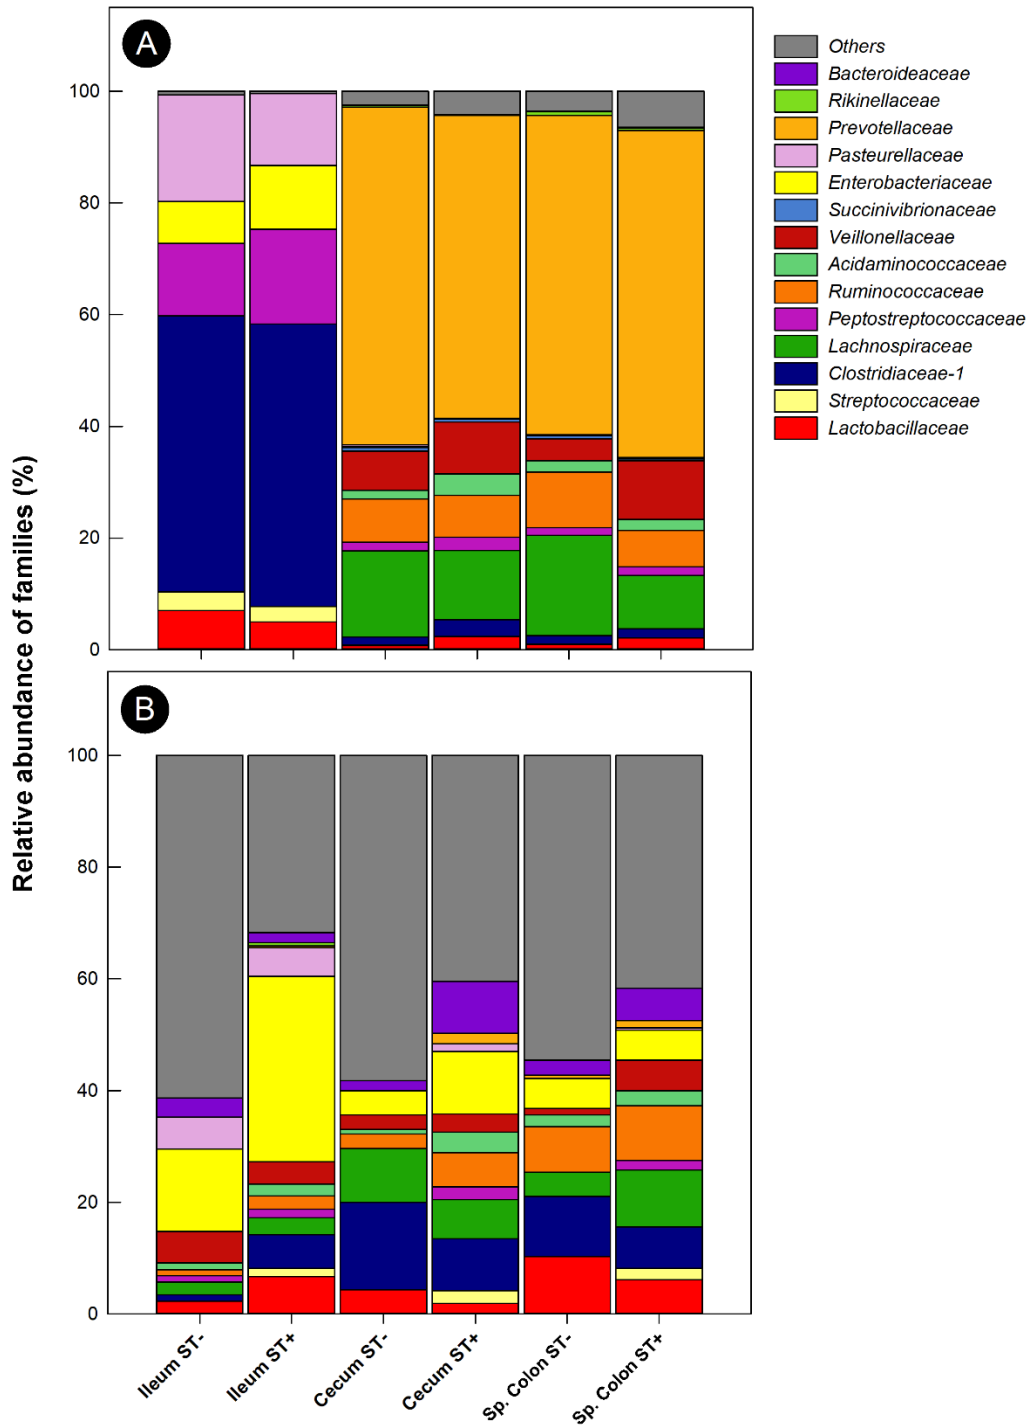 A
100
80
60
40
20
0
Others
Bacteroideaceae
Rikinellaceae
Prevotellaceae
Pasteurellaceae
Enterobacteriaceae
Succinivibrionaceae
Veillonellaceae
Acidaminococcaceae
Ruminococcaceae
Peptostreptococcaceae
Lachnospiraceae
Clostridiaceae-1
Streptococcaceae
Lactobacillaceae
Relative abundance of families (%)
B
100
80
60
40
20
0
Ileum ST-
Ileum ST+
Cecum ST-
Cecum ST+
Sp. Colon ST-
Sp. Colon ST+